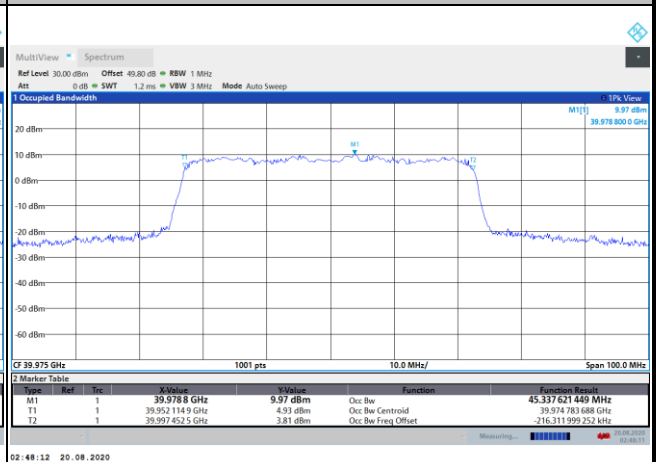 MultiView Spectrum
Ref Level 30.00 dBm Offset 49.80 dB RBW 1 MHz
Att 0 dB SWT 1.2 ms VBW 3 MHz Mode Auto Sweep
1 Occupied Bandwidth 1Pk View
M1[1] 9.97 dBm
39.978 800 0 GHz
20 dBm
M1
10 dBm
T1
T2
0 dBm
-10 dBm
-20 dBm
-30 dBm
-40 dBm
-50 dBm
-60 dBm
CF 39.975 GHz 1001 pts 10.0 MHz/ Span 100.0 MHz
2 Marker Table
Type Ref Trc X-Value Y-Value Function Function Result
M1 1 39.978 8 GHz 9.97 dBm Occ Bw 45.337 621 449 MHz
T1 1 39.952 114 9 GHz 4.93 dBm Occ Bw Centroid 39.974 783 688 GHz
T2 1 39.997 452 5 GHz 3.81 dBm Occ Bw Freq Offset -216.311 999 252 kHz
Measuring... 20.08.2020
02:48:11
02:48:12 20.08.2020